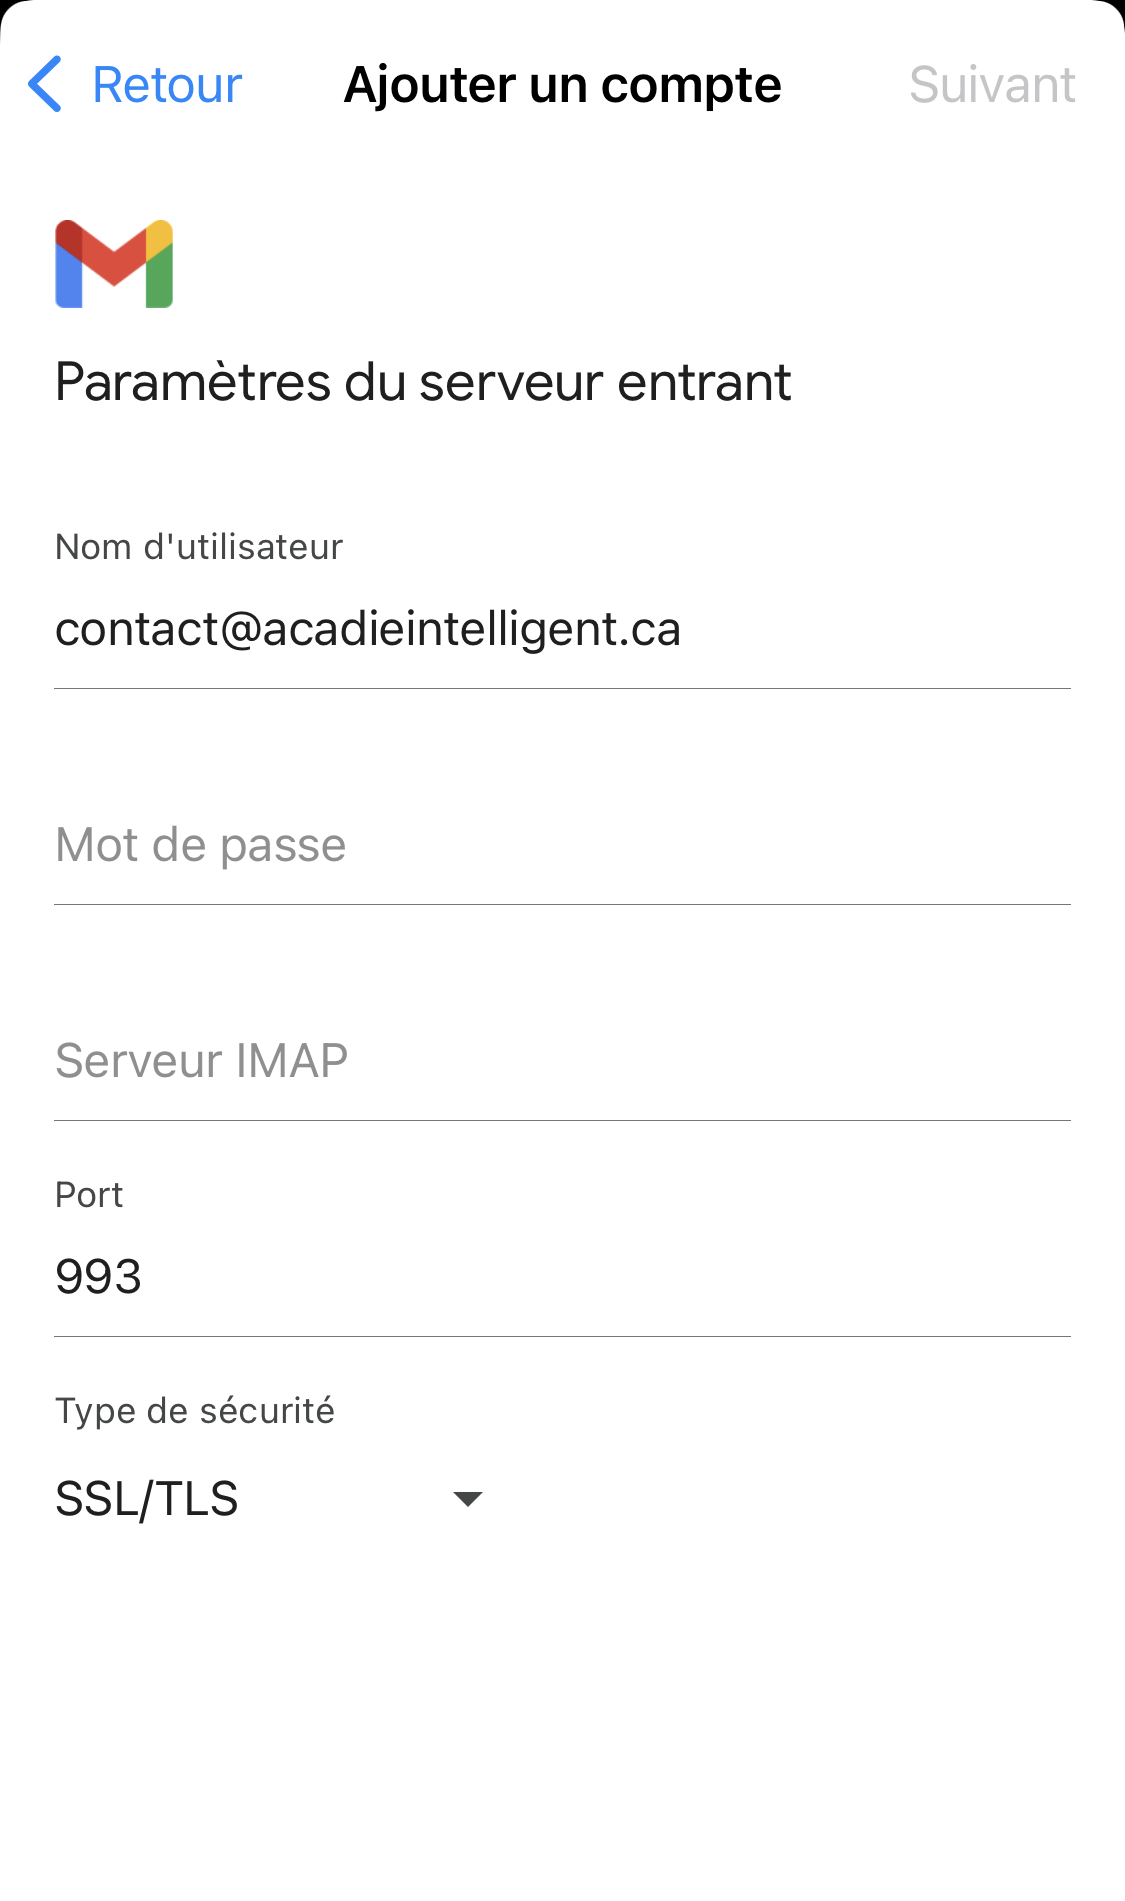 Retour
Ajouter un compte
Suivant
Paramètres du serveur entrant
Nom d'utilisateur
contact@acadieintelligent.ca
Mot de passe
Serveur IMAP
Port
993
Type de sécurité
SSL/TLS